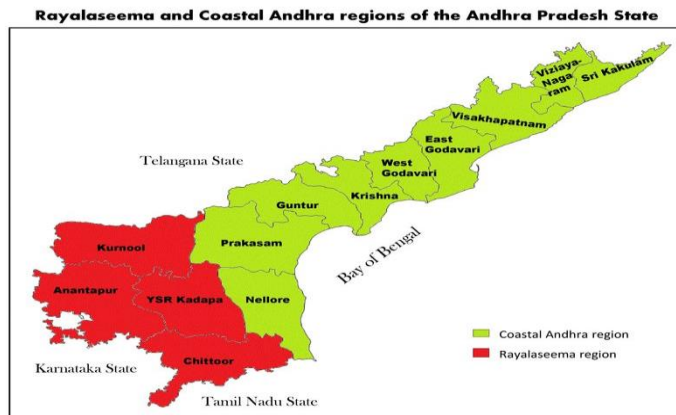 Rayalaseema and Coastal Andhra regions of the Andhra Pradesh State
Viziaya-
Naga
ram
Sri Kakulam
Visakhapatnam
East
Godavari
West
Godavari
Telangana State
Krishna
Guntur
Prakasam
Kurnool
Bay of Bengal
Anantapur
YSR Kadapa
Nellore
Coastal Andhra region
Rayalaseema region
Chittoor
Karnataka State
Tamil Nadu State